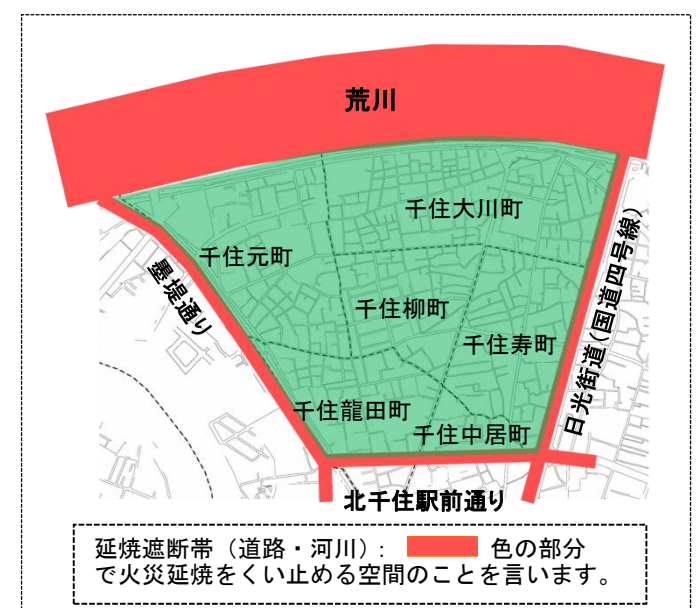 荒川
千住大川町
千住元町
墨堤通り
千住柳町
千住寿町
日光街道(国道四号線)
千住龍田町
千住中居町
北千住駅前通り
延焼遮断帯（道路・河川）: 色の部分
で火災延焼をくい止める空間のことを言います。